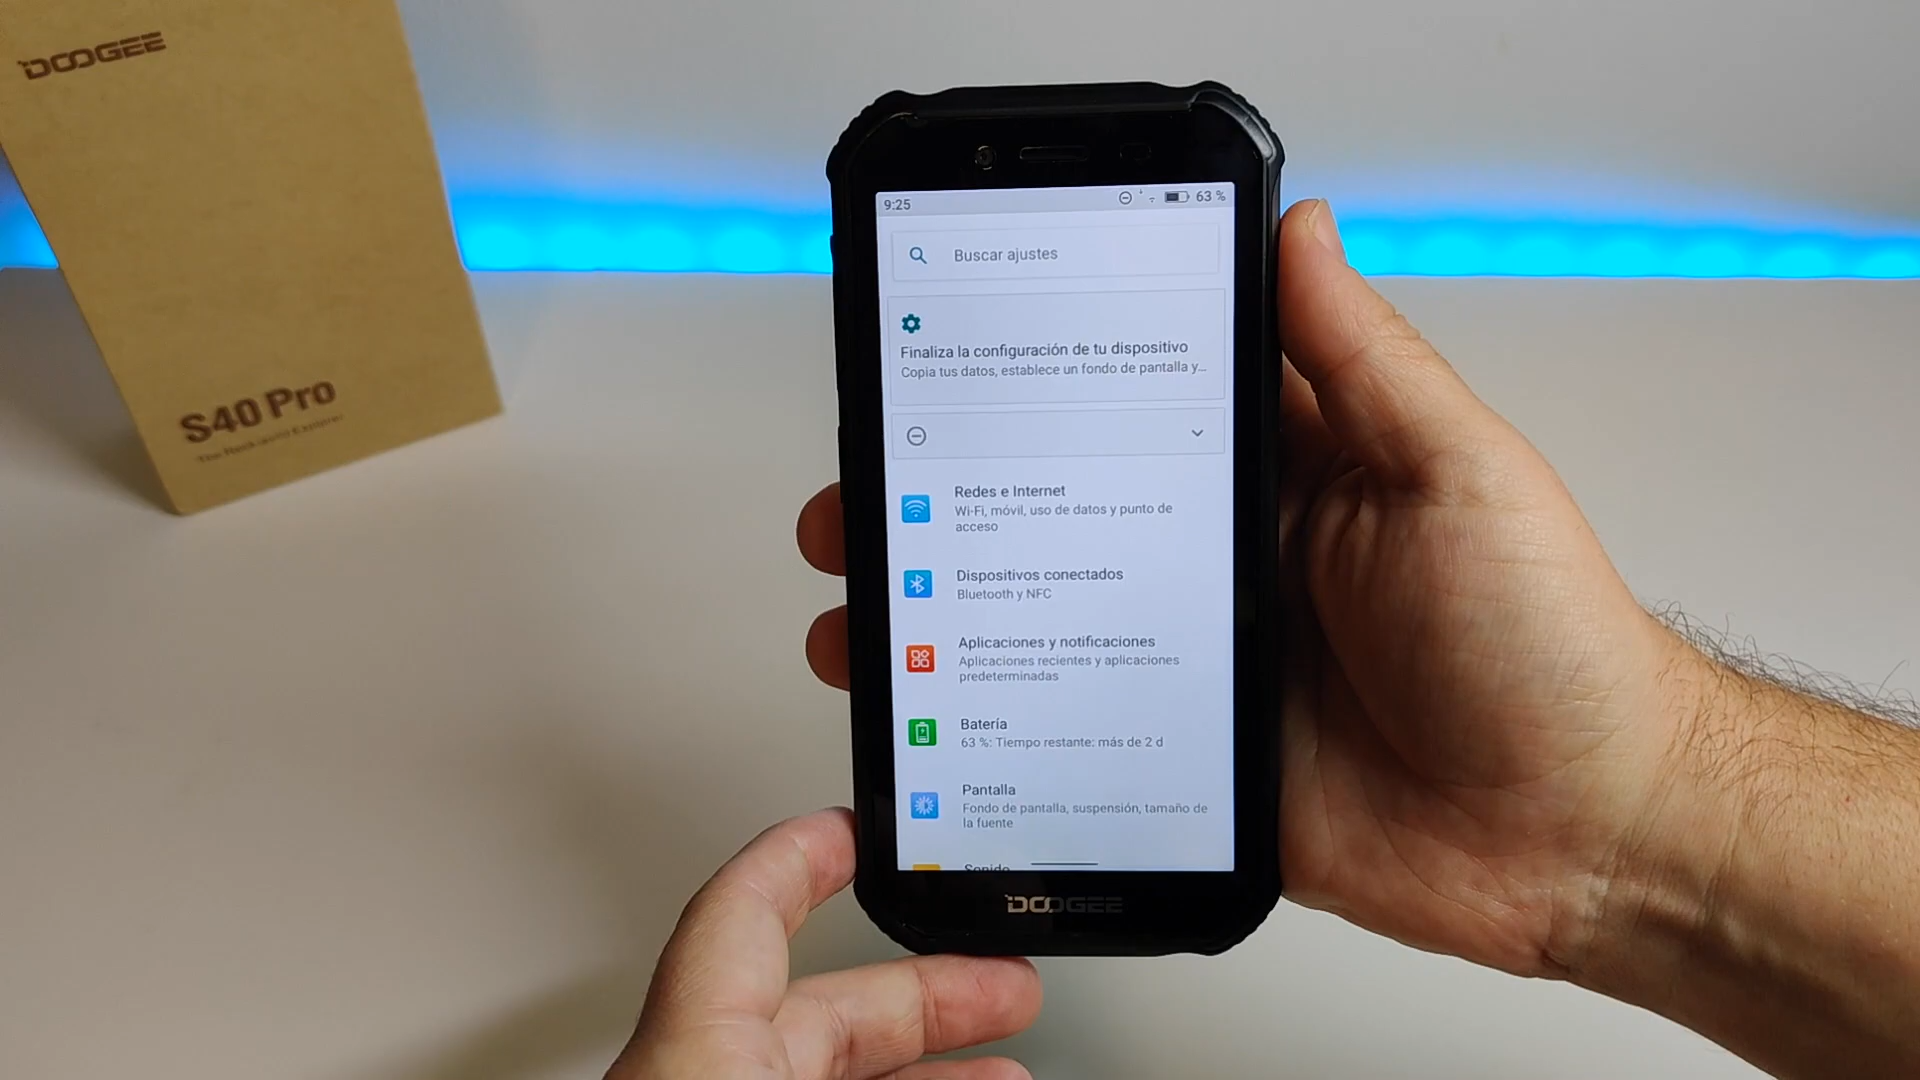 DOOGEE
S40 Pro
9:25
63 %
Buscar ajustes
Finaliza la configuración de tu dispositivo
Copia tus datos, establece un fondo de pantalla y...
Redes e Internet
Wi-Fi, móvil, uso de datos y punto de
acceso
Dispositivos conectados
Bluetooth y NFC
Aplicaciones y notificaciones
Aplicaciones recientes y aplicaciones
predeterminadas
Batería
63 %: Tiempo restante: más de 2 d
Pantalla
Fondo de pantalla, suspensión, tamaño de
la fuente
Sonido
DOOGEE